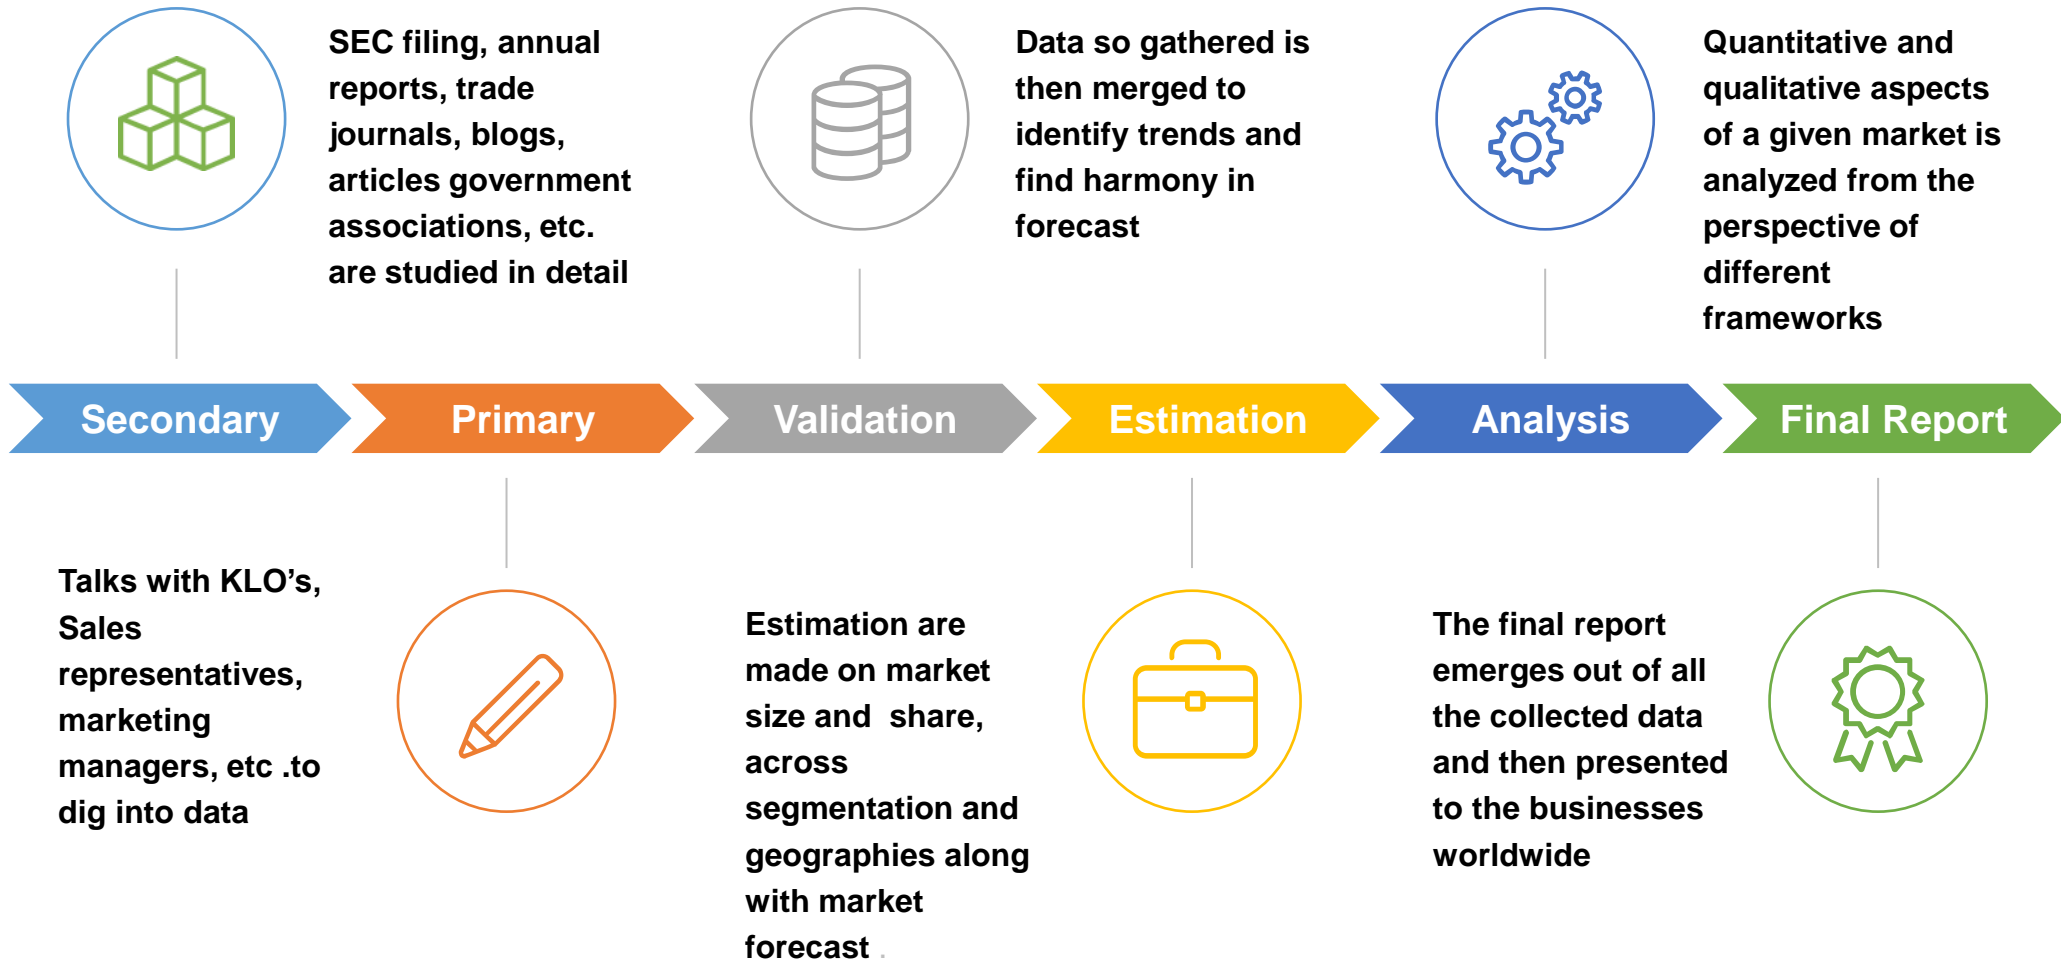 SEC filing, annual
reports, trade
journals, blogs,
articles government
associations, etc.
are studied in detail
Data so gathered is
then merged to
identify trends and
find harmony in
forecast
Quantitative and
qualitative aspects
of a given market is
analyzed from the
perspective of
different
frameworks
Secondary
Primary
Validation
Estimation
Analysis
Final Report
Talks with KLO’s,
Sales
representatives,
marketing
managers, etc .to
dig into data
Estimation are
made on market
size and  share,
across
segmentation and
geographies along
with market
forecast .
The final report
emerges out of all
the collected data
and then presented
to the businesses
worldwide